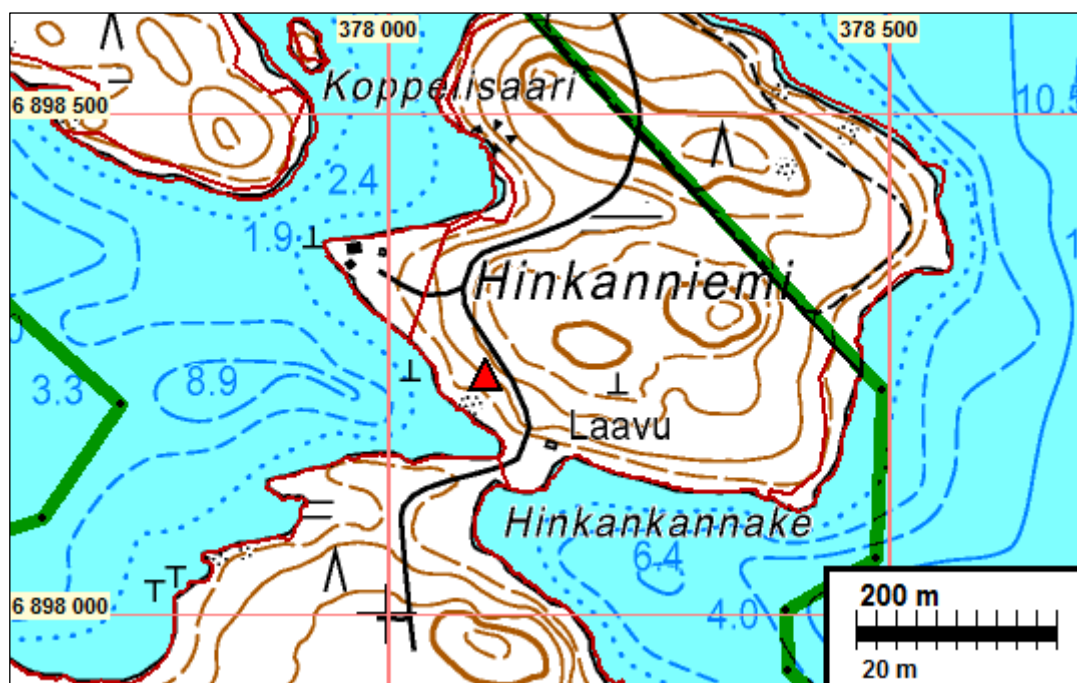 378 000
378 500
Koppelisaari
6 898 500
10.5
2.4
1.9
Hinkanniemi
3.3
8.9
Laavu
Hinkankannake
6.4
4.0
6 898 000
200 m
20 m